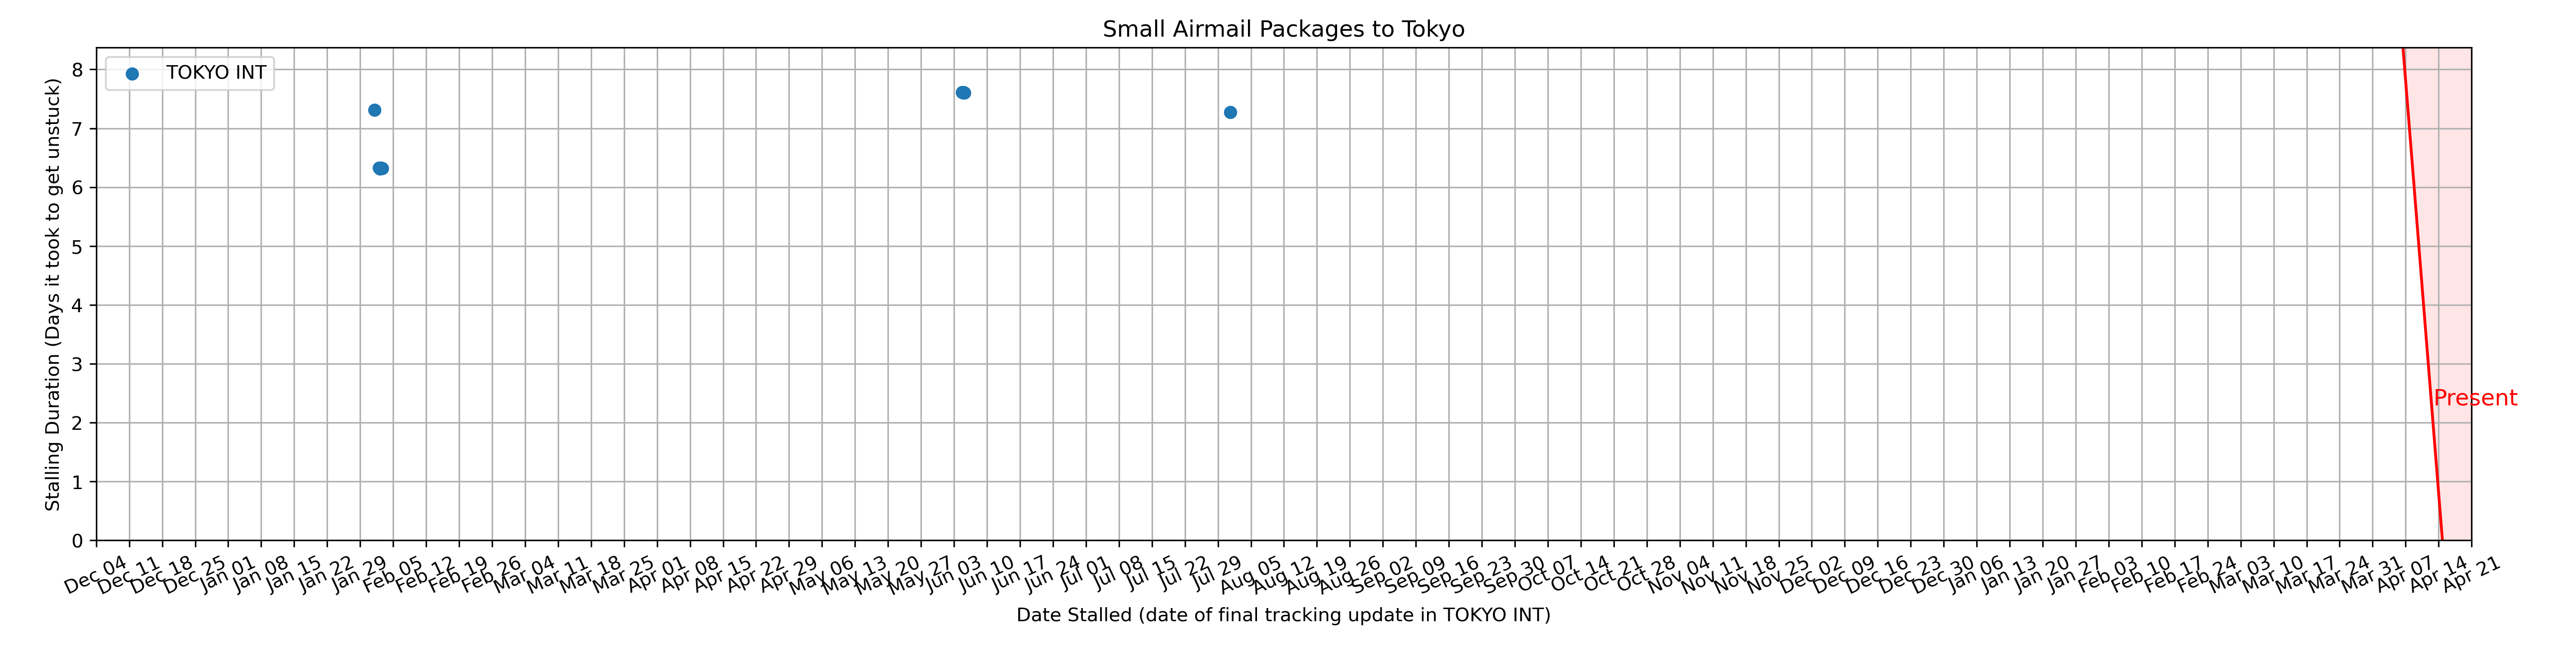 Small Airmail Packages to Tokyo
TOKYO INT
Stalling Duration (Days it took to get unstuck)
8
7
6
5
4
3
2
1
0
Present
Dec 04
Dec 11
Dec 18
Dec 25
Jan 01
Jan 08
Jan 15
Jan 22
Jan 29
Feb 05
Feb 12
Feb 19
Feb 26
Mar 04
Mar 11
Mar 18
Mar 25
Apr 01
Apr 08
Apr 15
Apr 22
Apr 29
May 06
May 13
May 20
May 27
Jun 03
Jun 10
Jun 17
Jun 24
Jul 01
Jul 08
Jul 15
Jul 22
Jul 29
Aug 05
Aug 12
Aug 19
Aug 26
Sep 02
Sep 09
Sep 16
Sep 23
Sep 30
Oct 07
Oct 14
Oct 21
Oct 28
Nov 04
Nov 11
Nov 18
Nov 25
Dec 02
Dec 09
Dec 16
Dec 23
Dec 30
Jan 06
Jan 13
Jan 20
Jan 27
Feb 03
Feb 10
Feb 17
Feb 24
Mar 03
Mar 10
Mar 17
Mar 24
Mar 31
Apr 07
Apr 14
Apr 21
Date Stalled (date of final tracking update in TOKYO INT)